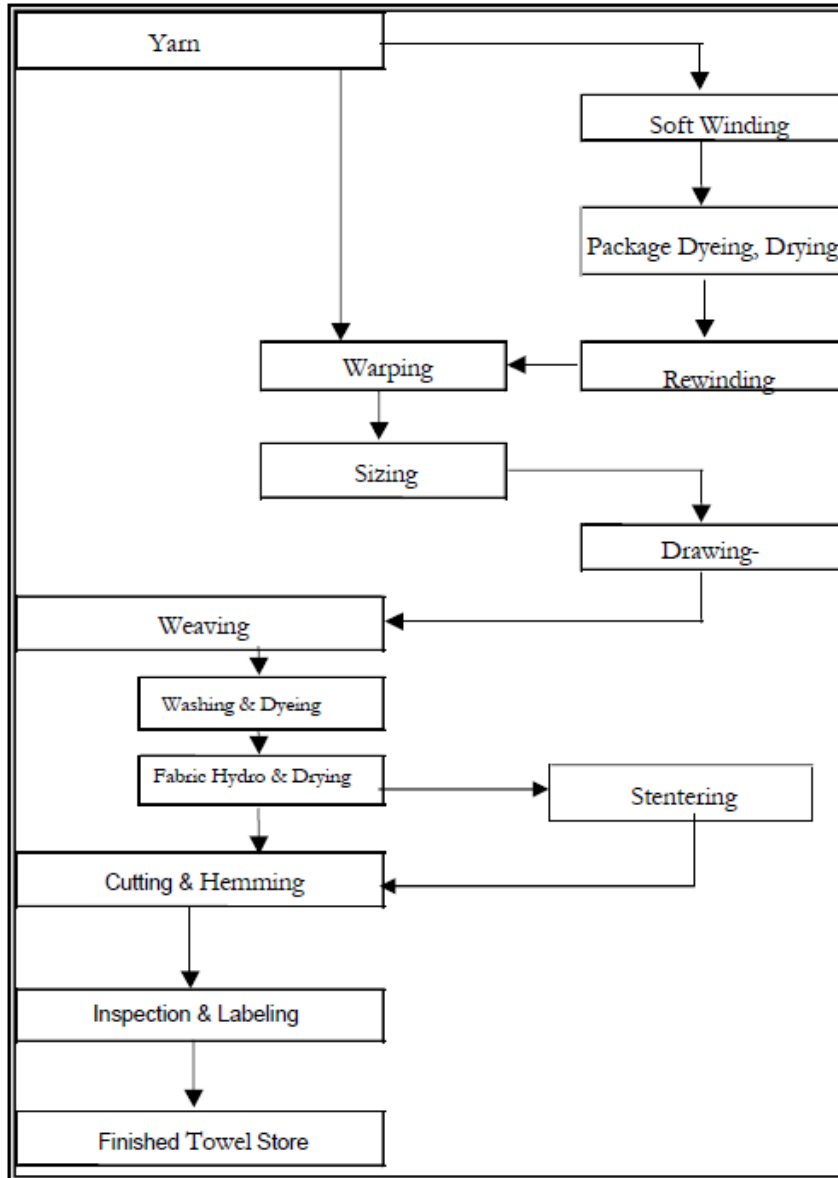 Yarn
Soft Winding
Package Dyeing, Drying
Warping
Rewinding
Sizing
Drawing-
Weaving
Washing & Dyeing
Fabric Hydro & Drying
Stentering
Cutting & Hemming
Inspection & Labeling
Finished Towel Store